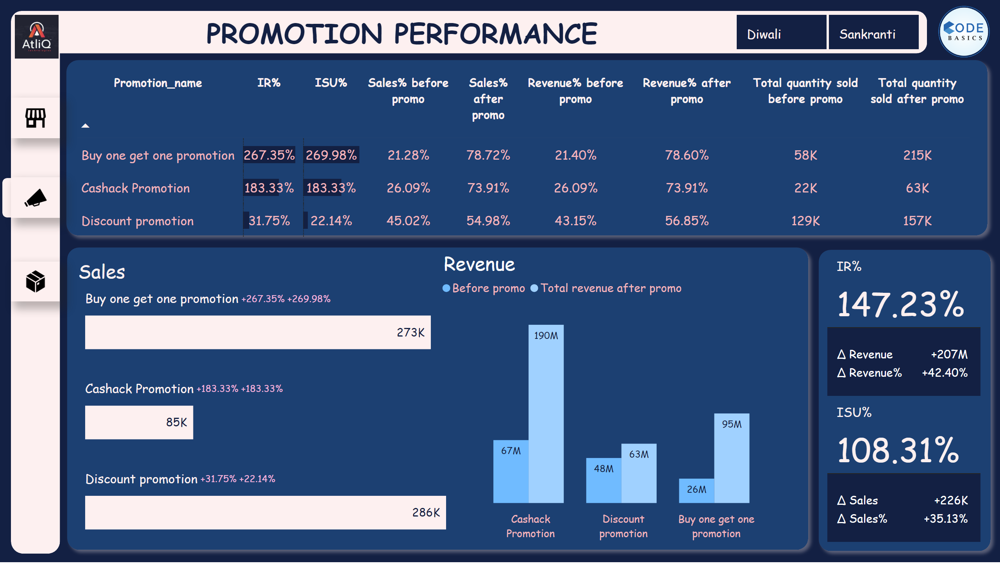 AtliQ
technologies
PROMOTION PERFORMANCE
Diwali
Sankranti
CODE
BASICS
Promotion_name IR% ISU% Sales% before promo Sales% after promo Revenue% before promo Revenue% after promo Total quantity sold before promo Total quantity sold after promo
Buy one get one promotion 267.35% 269.98% 21.28% 78.72% 21.40% 78.60% 58K 215K
Cashack Promotion 183.33% 183.33% 26.09% 73.91% 26.09% 73.91% 22K 63K
Discount promotion 31.75% 22.14% 45.02% 54.98% 43.15% 56.85% 129K 157K
Sales
Buy one get one promotion +267.35% +269.98%
273K
Cashack Promotion +183.33% +183.33%
85K
Discount promotion +31.75% +22.14%
286K
Revenue
Before promo Total revenue after promo
190M
67M
48M
63M
26M
95M
Cashack
Promotion
Discount
promotion
Buy one get one
promotion
IR%
147.23%
Δ Revenue +207M
Δ Revenue% +42.40%
ISU%
108.31%
Δ Sales +226K
Δ Sales% +35.13%